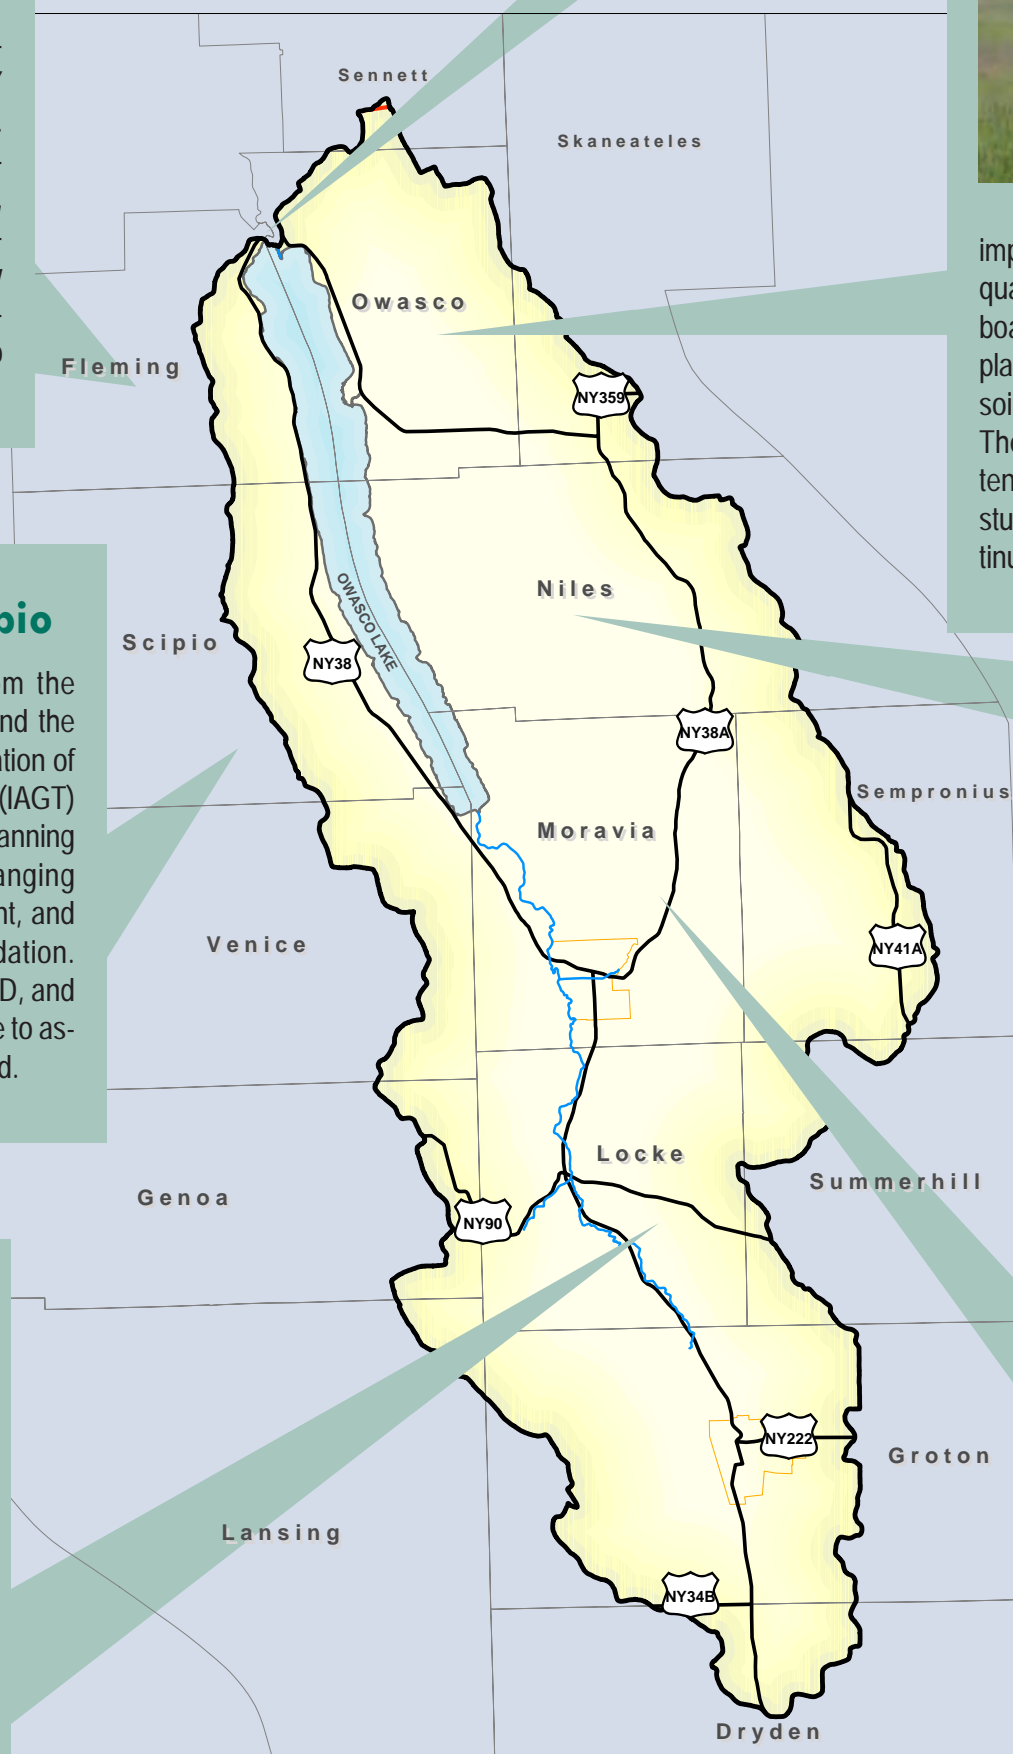 Sennett
Skaneateles
Owasco
Fleming
NY359
OWASCO LAKE
Niles
Scipio
NY38
NY38A
Sempronius
Moravia
Venice
NY41A
Locke
Summerhill
Genoa
NY90
NY222
Groton
Lansing
NY34B
Dryden
pio
om the
nd the
ation of
(IAGT)
anning
anging
nt, and
dation.
D, and
e to as-
d.
imp
qua
boa
pla
soi
The
ten
stu
tinu